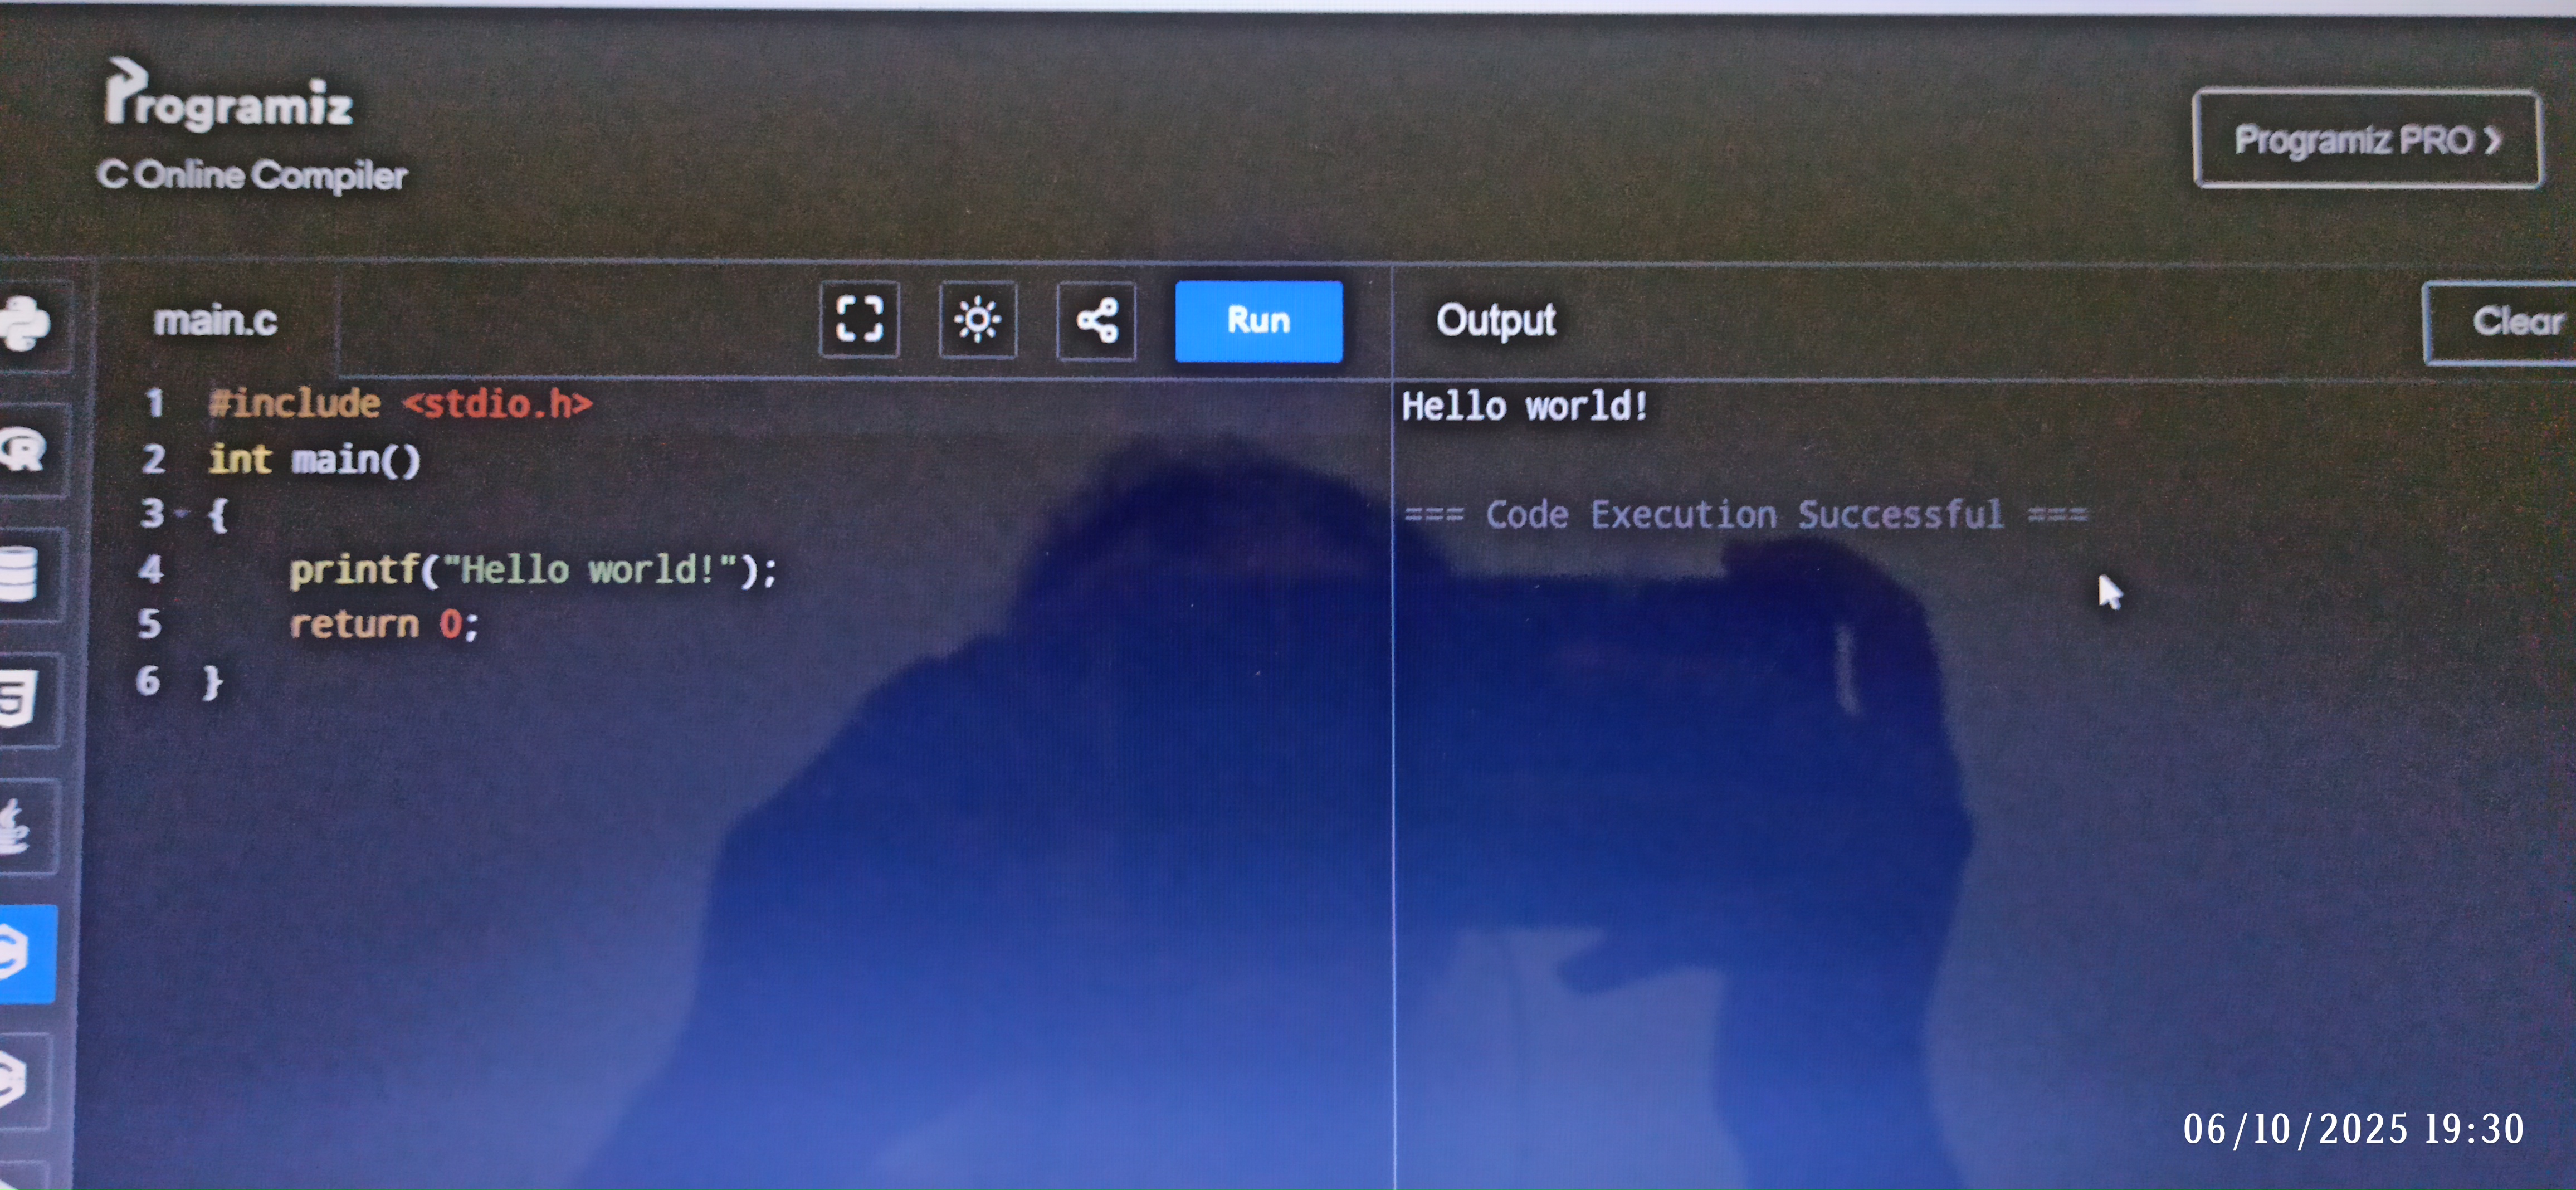 Programiz
C Online Compiler
Programiz PRO
main.c
Run
Output
Clear
1 #include <stdio.h>
2 int main()
3 {
4     printf("Hello world!");
5     return 0;
6 }
Hello world!
=== Code Execution Successful ===
06/10/2025 19:30